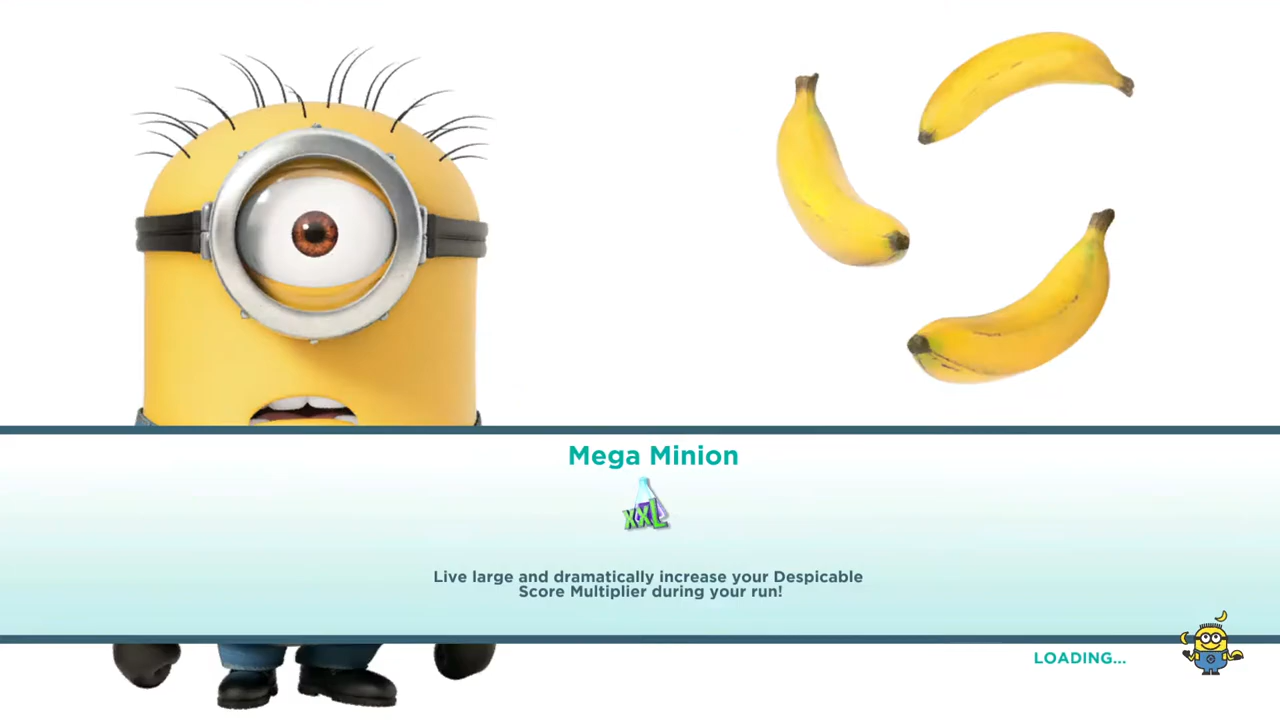 Mega Minion
XXL
Live large and dramatically increase your Despicable
Score Multiplier during your run!
LOADING...